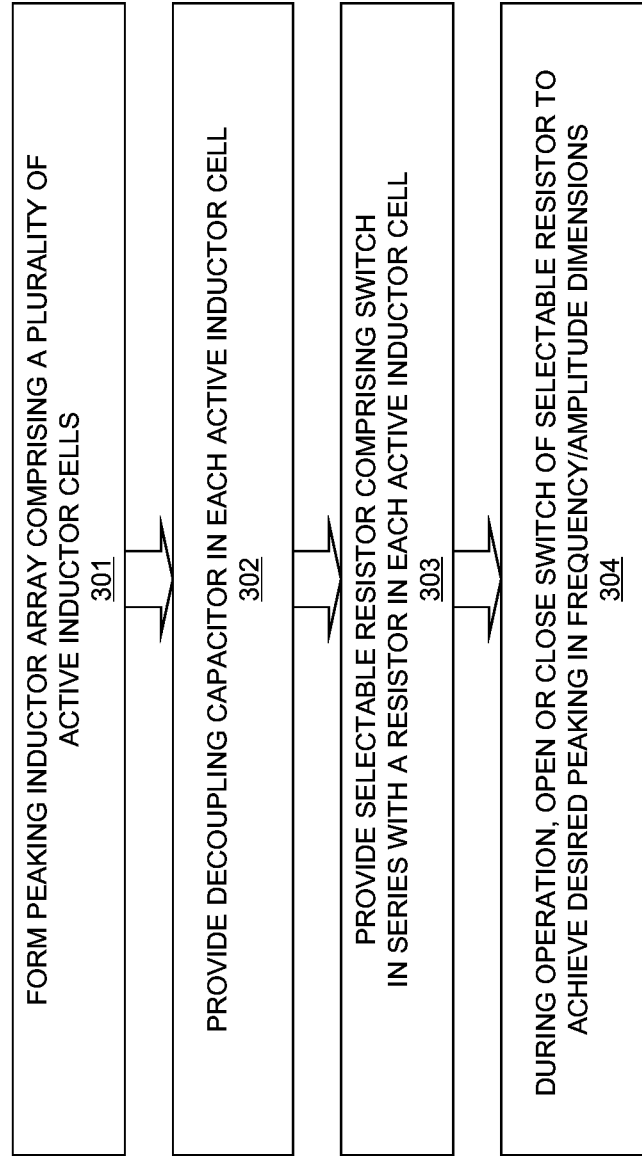 FORM PEAKING INDUCTOR ARRAY COMPRISING A PLURALITY OF
ACTIVE INDUCTOR CELLS
301
PROVIDE DECOUPLING CAPACITOR IN EACH ACTIVE INDUCTOR CELL
302
PROVIDE SELECTABLE RESISTOR COMPRISING SWITCH
IN SERIES WITH A RESISTOR IN EACH ACTIVE INDUCTOR CELL
303
DURING OPERATION, OPEN OR CLOSE SWITCH OF SELECTABLE RESISTOR TO
ACHIEVE DESIRED PEAKING IN FREQUENCY/AMPLITUDE DIMENSIONS
304